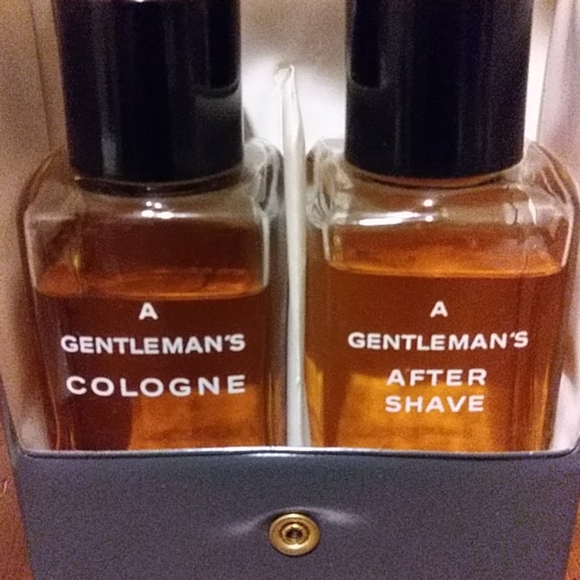 A
GENTLEMAN'S
COLOGNE
A
GENTLEMAN'S
AFTER
SHAVE